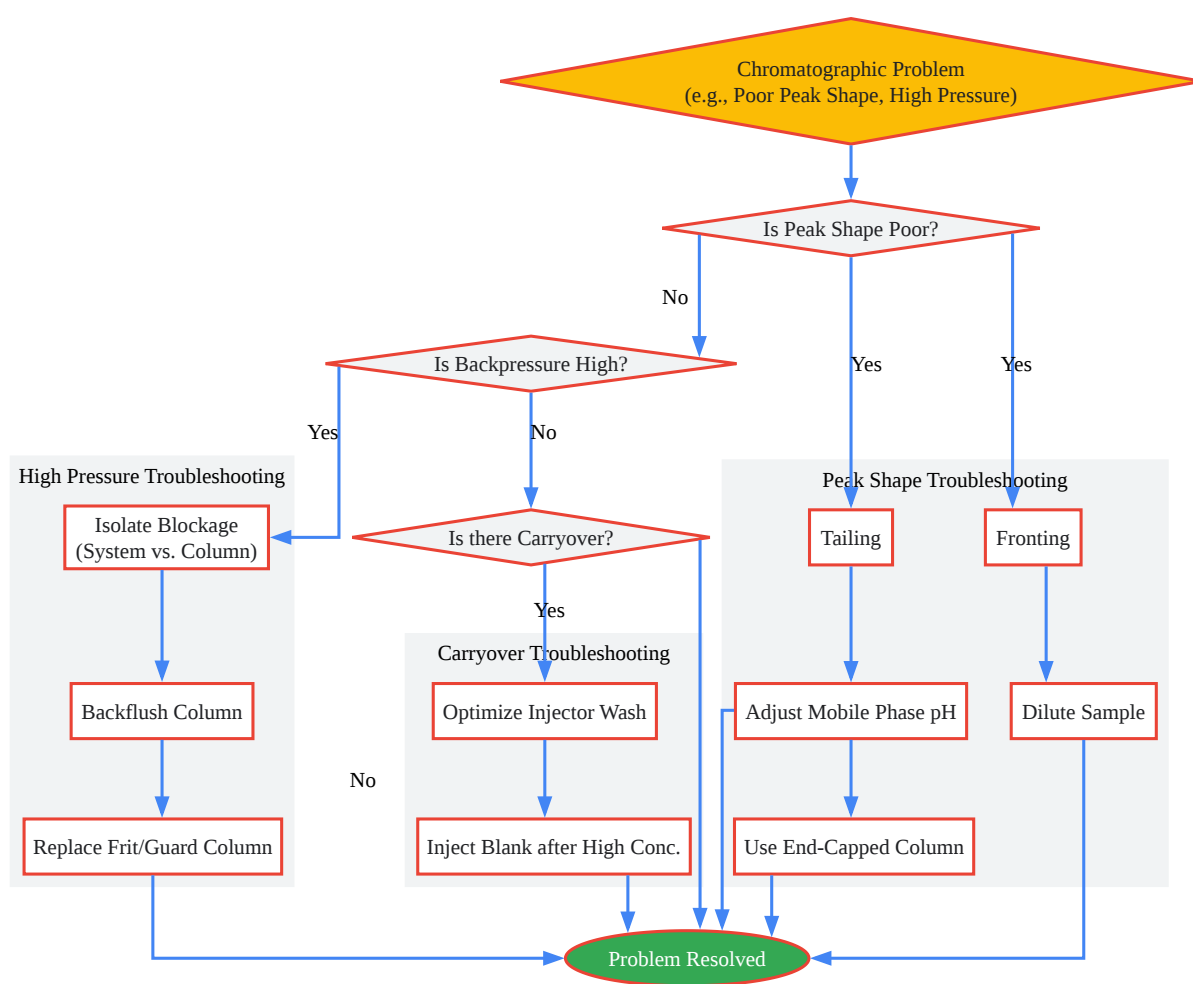 Chromatographic Problem
(e.g., Poor Peak Shape, High Pressure)
Is Peak Shape Poor?
No
Is Backpressure High?
Yes
Yes
Yes
No
High Pressure Troubleshooting
Peak Shape Troubleshooting
Isolate Blockage
(System vs. Column)
Is there Carryover?
Tailing
Fronting
Yes
Carryover Troubleshooting
Backflush Column
Optimize Injector Wash
Adjust Mobile Phase pH
Dilute Sample
No
Replace Frit/Guard Column
Inject Blank after High Conc.
Use End-Capped Column
Problem Resolved